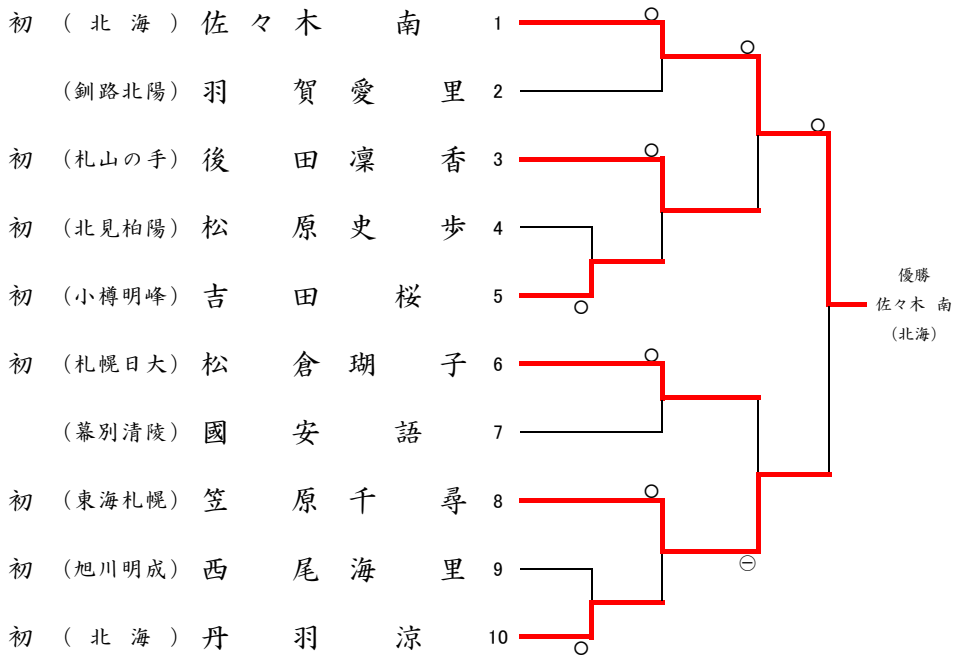 初 （北海） 佐々木 南 1
（釧路北陽） 羽賀愛里 2
初 （札山の手） 後田凜香 3
初 （北見柏陽） 松原史歩 4
初 （小樽明峰） 吉田桜 5
初 （札幌日大） 松倉瑚子 6
（幕別清陵） 國安語 7
初 （東海札幌） 笠原千尋 8
初 （旭川明成） 西尾海里 9
初 （北海） 丹羽涼 10
優勝
佐々木 南
（北海）